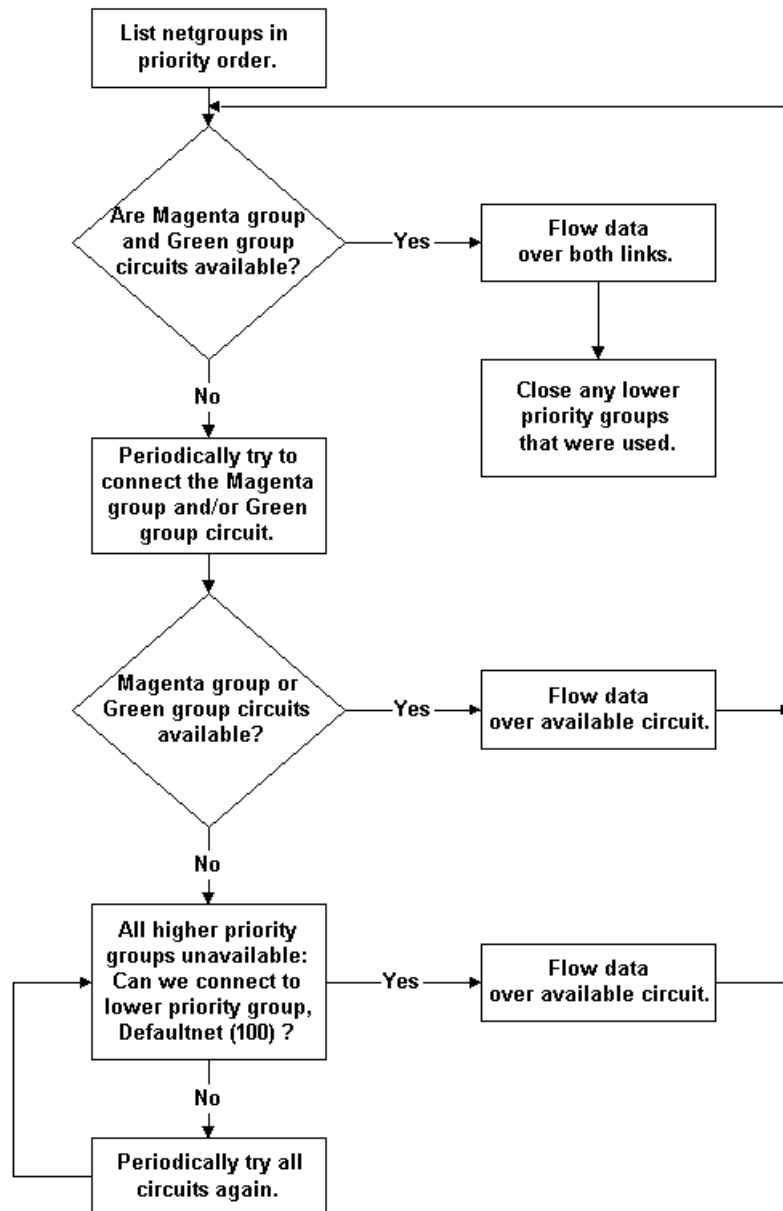 List netgroups in
priority order.
Are Magenta group
and Green group
circuits available?
Yes
Flow data
over both links.
Close any lower
priority groups
that were used.
No
Periodically try to
connect the Magenta
group and/or Green
group circuit.
Magenta group or
Green group circuits
available?
Yes
Flow data
over available circuit.
No
All higher priority
groups unavailable:
Can we connect to
lower priority group,
Defaultnet (100) ?
Yes
Flow data
over available circuit.
No
Periodically try all
circuits again.